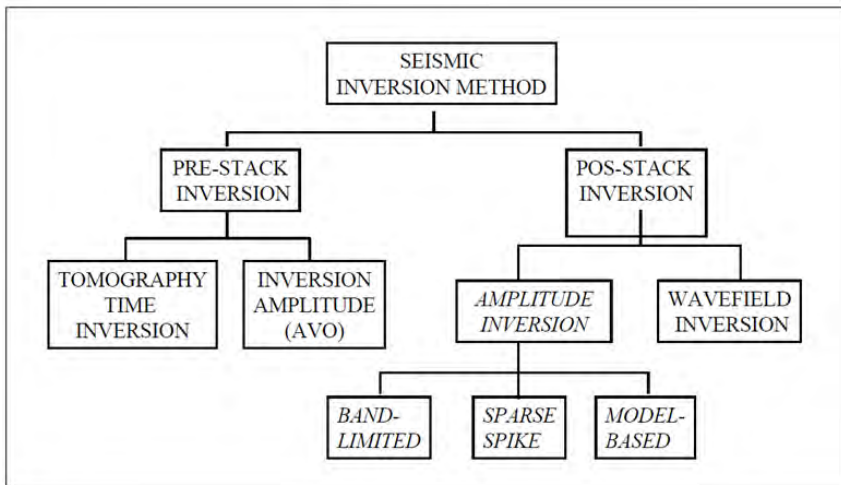 SEISMIC
INVERSION METHOD
PRE-STACK
INVERSION
POS-STACK
INVERSION
TOMOGRAPHY
TIME
INVERSION
INVERSION
AMPLITUDE
(AVO)
AMPLITUDE
INVERSION
WAVEFIELD
INVERSION
BAND-
LIMITED
SPARSE
SPIKE
MODEL-
BASED